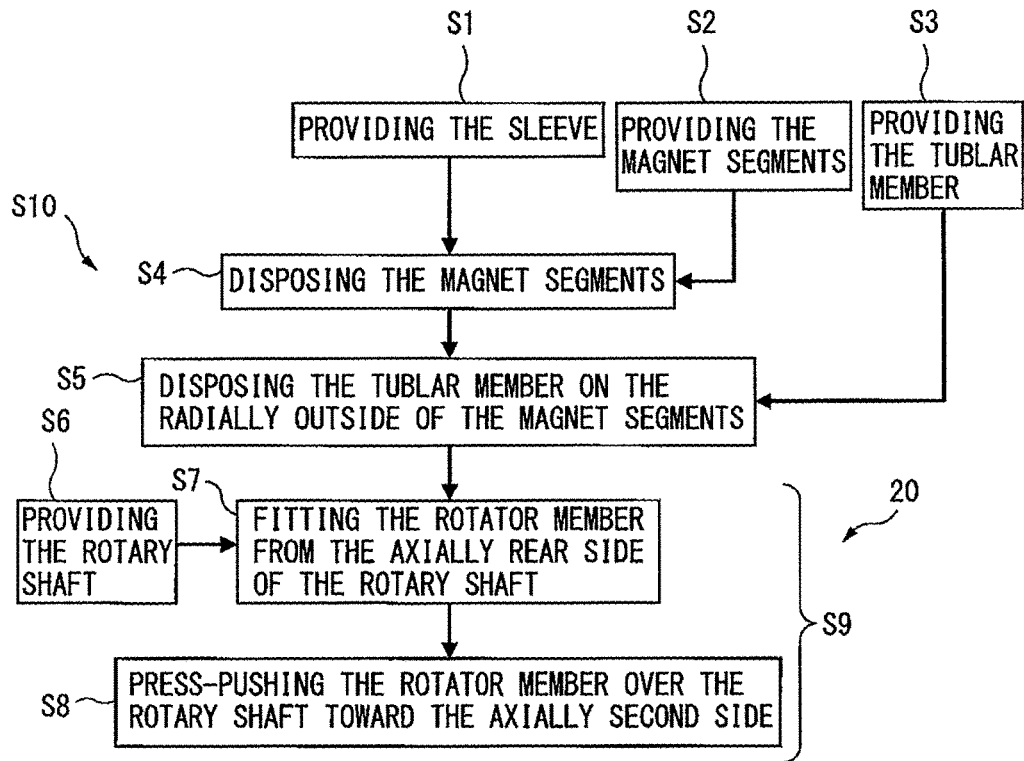 S1
S2
S3
PROVIDING THE SLEEVE
PROVIDING THE
MAGNET SEGMENTS
PROVIDING
THE TUBLAR
MEMBER
S10
S4
DISPOSING THE MAGNET SEGMENTS
S5
DISPOSING THE TUBLAR MEMBER ON THE
RADIALLY OUTSIDE OF THE MAGNET SEGMENTS
S6
PROVIDING
THE ROTARY
SHAFT
S7
FITTING THE ROTATOR MEMBER
FROM THE AXIALLY REAR SIDE
OF THE ROTARY SHAFT
20
S9
S8
PRESS-PUSHING THE ROTATOR MEMBER OVER THE
ROTARY SHAFT TOWARD THE AXIALLY SECOND SIDE